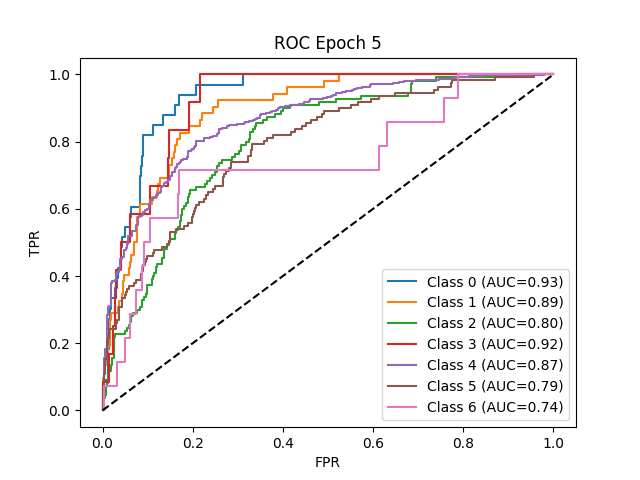 ROC Epoch 5
TPR
1.0
0.8
0.6
0.4
0.2
0.0
Class 0 (AUC=0.93)
Class 1 (AUC=0.89)
Class 2 (AUC=0.80)
Class 3 (AUC=0.92)
Class 4 (AUC=0.87)
Class 5 (AUC=0.79)
Class 6 (AUC=0.74)
0.0 0.2 0.4 0.6 0.8 1.0
FPR